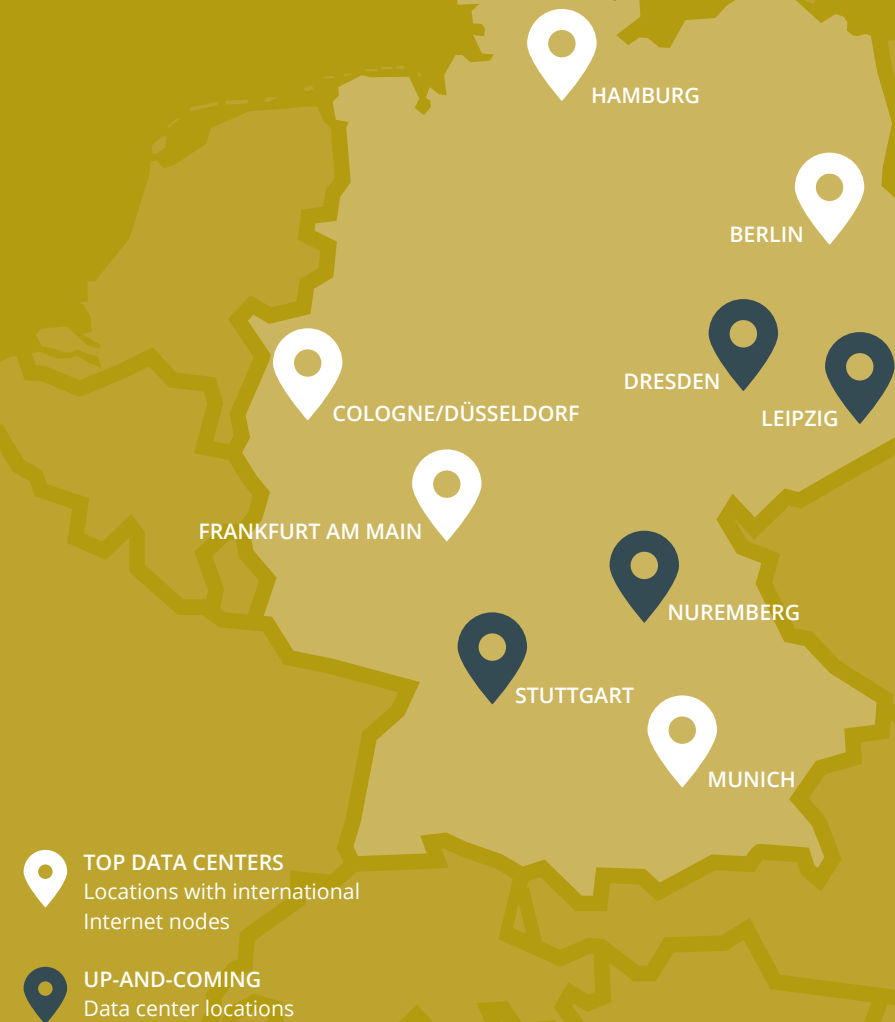 HAMBURG
BERLIN
DRESDEN
COLOGNE/DÜSSELDORF
LEIPZIG
FRANKFURT AM MAIN
NUREMBERG
STUTTGART
MUNICH
TOP DATA CENTERS
Locations with international
Internet nodes
UP-AND-COMING
Data center locations